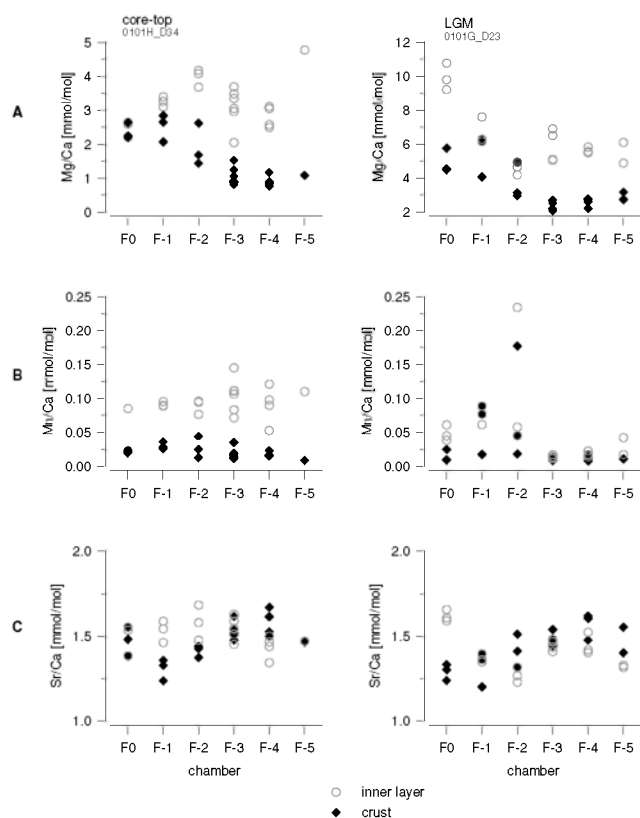 core-top
0101H_D34
LGM
0101G_D23
A
Mg/Ca [mmol/mol]
5
4
3
2
1
0
F0 F-1 F-2 F-3 F-4 F-5
Mg/Ca [mmol/mol]
12
10
8
6
4
2
F0 F-1 F-2 F-3 F-4 F-5
B
Mn/Ca [mmol/mol]
0.25
0.20
0.15
0.10
0.05
0.00
F0 F-1 F-2 F-3 F-4 F-5
Mn/Ca [mmol/mol]
0.25
0.20
0.15
0.10
0.05
0.00
F0 F-1 F-2 F-3 F-4 F-5
C
Sr/Ca [mmol/mol]
2.0
1.5
1.0
F0 F-1 F-2 F-3 F-4 F-5
chamber
Sr/Ca [mmol/mol]
2.0
1.5
1.0
F0 F-1 F-2 F-3 F-4 F-5
chamber
inner layer
crust